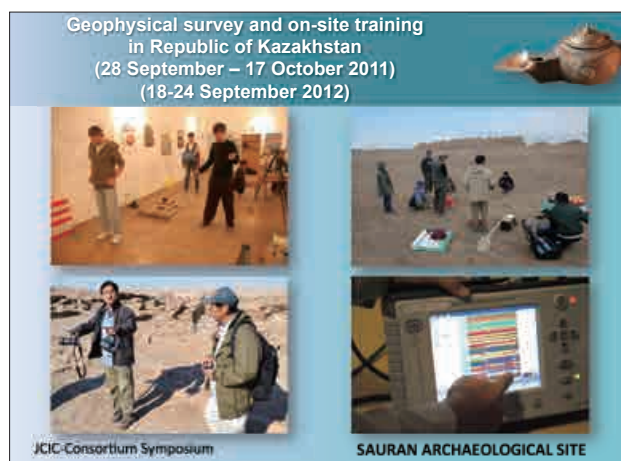 Geophysical survey and on-site training
in Republic of Kazakhstan
(28 September – 17 October 2011)
(18-24 September 2012)
JCIC-Consortium Symposium
SAURAN ARCHAEOLOGICAL SITE